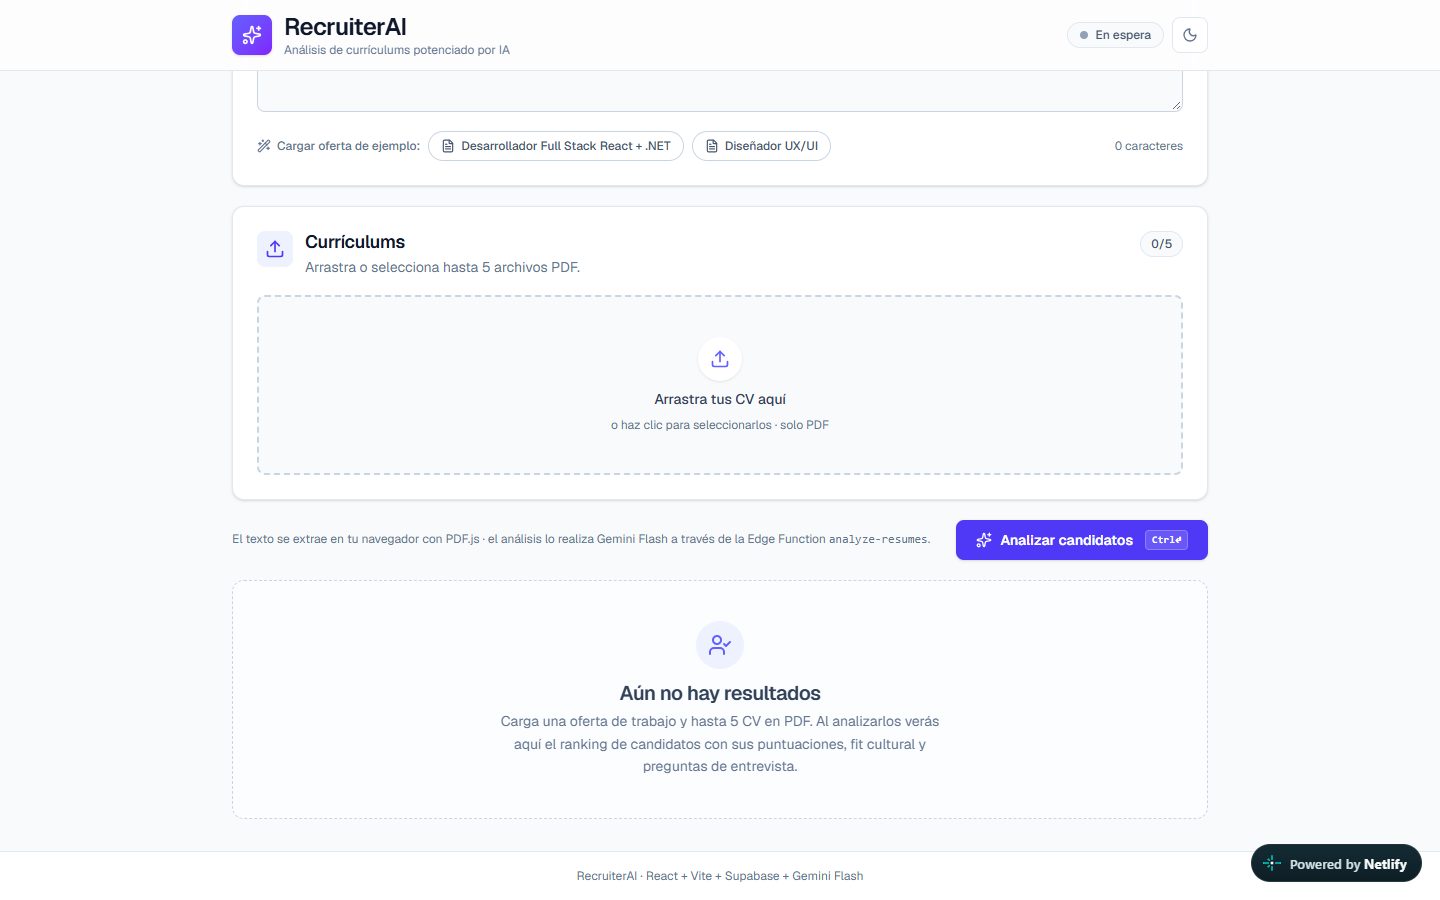 RecruiterAI
Análisis de currículums potenciado por IA
En espera
Cargar oferta de ejemplo:
Desarrollador Full Stack React + .NET
Diseñador UX/UI
0 caracteres
Currículums
0/5
Arrastra o selecciona hasta 5 archivos PDF.
Arrastra tus CV aquí
o haz clic para seleccionarlos · solo PDF
El texto se extrae en tu navegador con PDF.js · el análisis lo realiza Gemini Flash a través de la Edge Function analyze-resumes.
Analizar candidatos
Ctrl↵
Aún no hay resultados
Carga una oferta de trabajo y hasta 5 CV en PDF. Al analizarlos verás
aquí el ranking de candidatos con sus puntuaciones, fit cultural y
preguntas de entrevista.
Powered by Netlify
RecruiterAI · React + Vite + Supabase + Gemini Flash